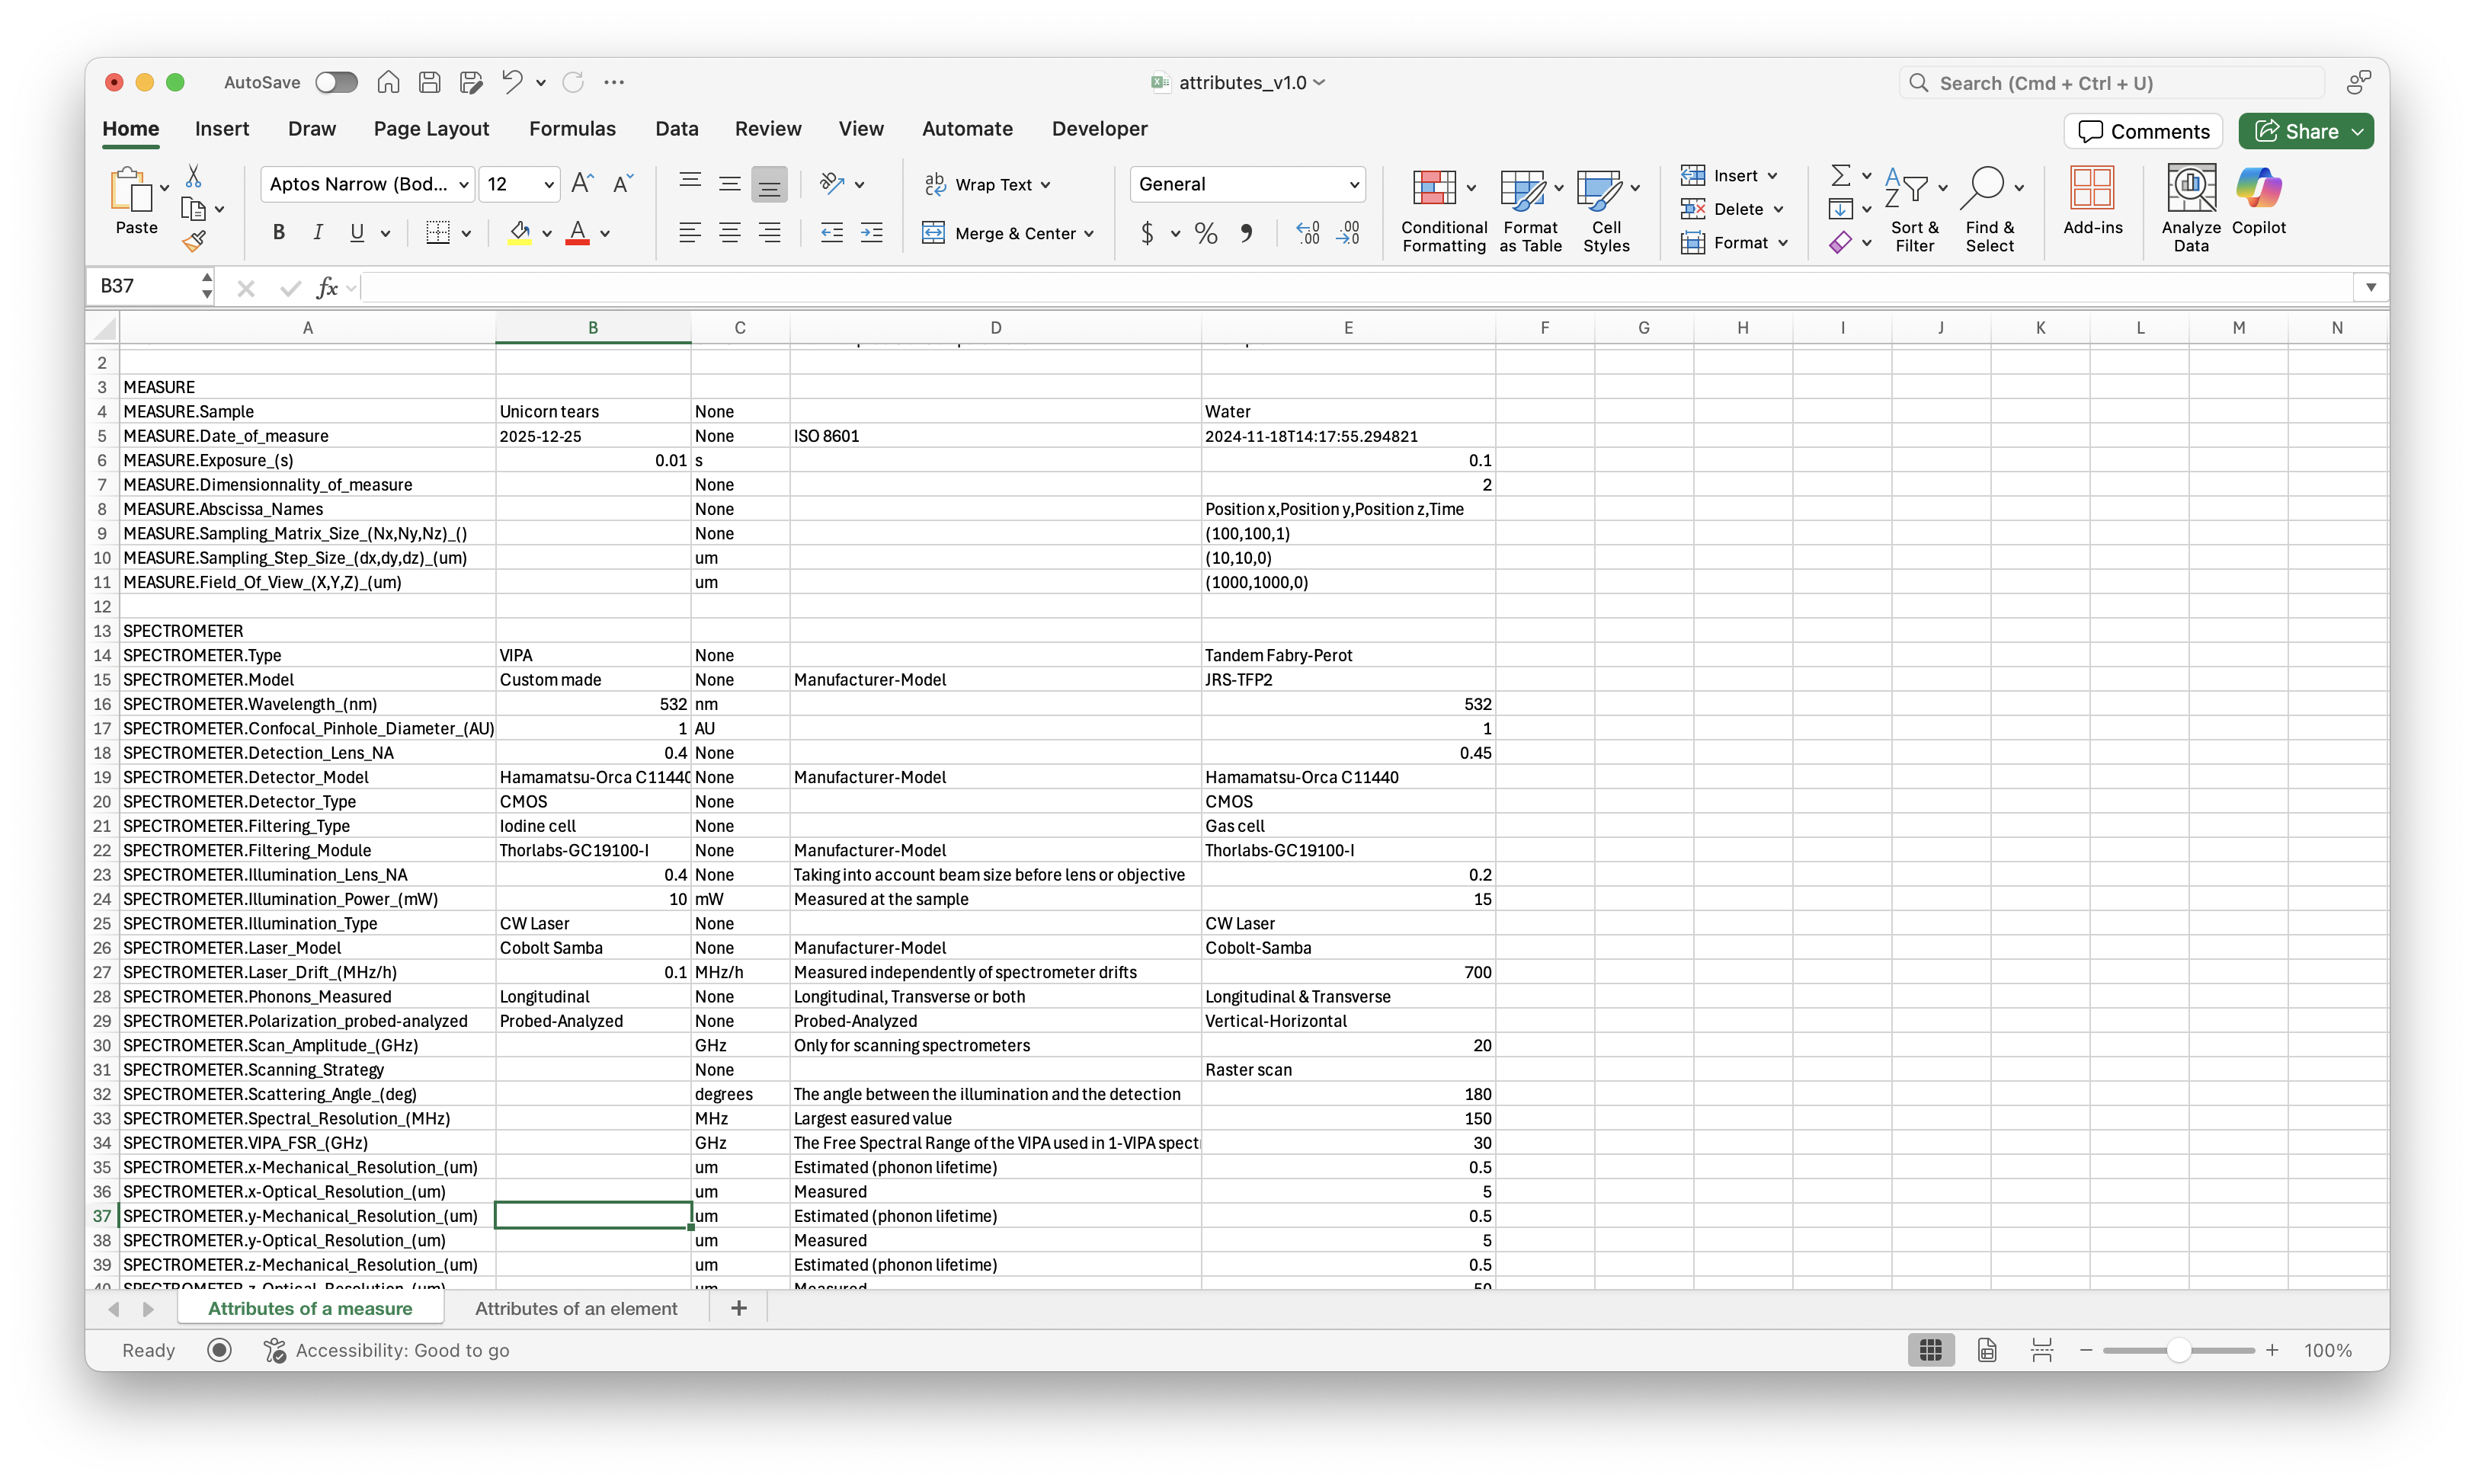 AutoSave
attributes_v1.0
Search (Cmd + Ctrl + U)
Home Insert Draw Page Layout Formulas Data Review View Automate Developer
Comments Share
Paste
Aptos Narrow (Bod... 12
Wrap Text
General
Merge & Center
Conditional Formatting
Format as Table
Cell Styles
Insert
Delete
Format
Sort & Filter
Find & Select
Add-ins
Analyze Data
Copilot
B37 fx
A B C D E F G H I J K L M N
2
3 MEASURE
4 MEASURE.Sample Unicorn tears None Water
5 MEASURE.Date_of_measure 2025-12-25 None ISO 8601 2024-11-18T14:17:55.294821
6 MEASURE.Exposure_(s) 0.01 s 0.1
7 MEASURE.Dimensionnality_of_measure None 2
8 MEASURE.Abscissa_Names None Position x,Position y,Position z,Time
9 MEASURE.Sampling_Matrix_Size_(Nx,Ny,Nz)_() None (100,100,1)
10 MEASURE.Sampling_Step_Size_(dx,dy,dz)_(um) um (10,10,0)
11 MEASURE.Field_Of_View_(X,Y,Z)_(um) um (1000,1000,0)
12
13 SPECTROMETER
14 SPECTROMETER.Type VIPA None Tandem Fabry-Perot
15 SPECTROMETER.Model Custom made None Manufacturer-Model JRS-TFP2
16 SPECTROMETER.Wavelength_(nm) 532 nm 532
17 SPECTROMETER.Confocal_Pinhole_Diameter_(AU) 1 AU 1
18 SPECTROMETER.Detection_Lens_NA 0.4 None 0.45
19 SPECTROMETER.Detector_Model Hamamatsu-Orca C11440 None Manufacturer-Model Hamamatsu-Orca C11440
20 SPECTROMETER.Detector_Type CMOS None CMOS
21 SPECTROMETER.Filtering_Type Iodine cell None Gas cell
22 SPECTROMETER.Filtering_Module Thorlabs-GC19100-I None Manufacturer-Model Thorlabs-GC19100-I
23 SPECTROMETER.Illumination_Lens_NA 0.4 None Taking into account beam size before lens or objective 0.2
24 SPECTROMETER.Illumination_Power_(mW) 10 mW Measured at the sample 15
25 SPECTROMETER.Illumination_Type CW Laser None CW Laser
26 SPECTROMETER.Laser_Model Cobolt Samba None Manufacturer-Model Cobolt-Samba
27 SPECTROMETER.Laser_Drift_(MHz/h) 0.1 MHz/h Measured independently of spectrometer drifts 700
28 SPECTROMETER.Phonons_Measured Longitudinal None Longitudinal, Transverse or both Longitudinal & Transverse
29 SPECTROMETER.Polarization_probed-analyzed Probed-Analyzed None Probed-Analyzed Vertical-Horizontal
30 SPECTROMETER.Scan_Amplitude_(GHz) GHz Only for scanning spectrometers 20
31 SPECTROMETER.Scanning_Strategy None Raster scan
32 SPECTROMETER.Scattering_Angle_(deg) degrees The angle between the illumination and the detection 180
33 SPECTROMETER.Spectral_Resolution_(MHz) MHz Largest easured value 150
34 SPECTROMETER.VIPA_FSR_(GHz) GHz The Free Spectral Range of the VIPA used in 1-VIPA spect 30
35 SPECTROMETER.x-Mechanical_Resolution_(um) um Estimated (phonon lifetime) 0.5
36 SPECTROMETER.x-Optical_Resolution_(um) um Measured 5
37 SPECTROMETER.y-Mechanical_Resolution_(um) um Estimated (phonon lifetime) 0.5
38 SPECTROMETER.y-Optical_Resolution_(um) um Measured 5
39 SPECTROMETER.z-Mechanical_Resolution_(um) um Estimated (phonon lifetime) 0.5
40 SPECTROMETER.z-Optical_Resolution_(um) um Measured 50
Attributes of a measure Attributes of an element +
Ready Accessibility: Good to go 100%